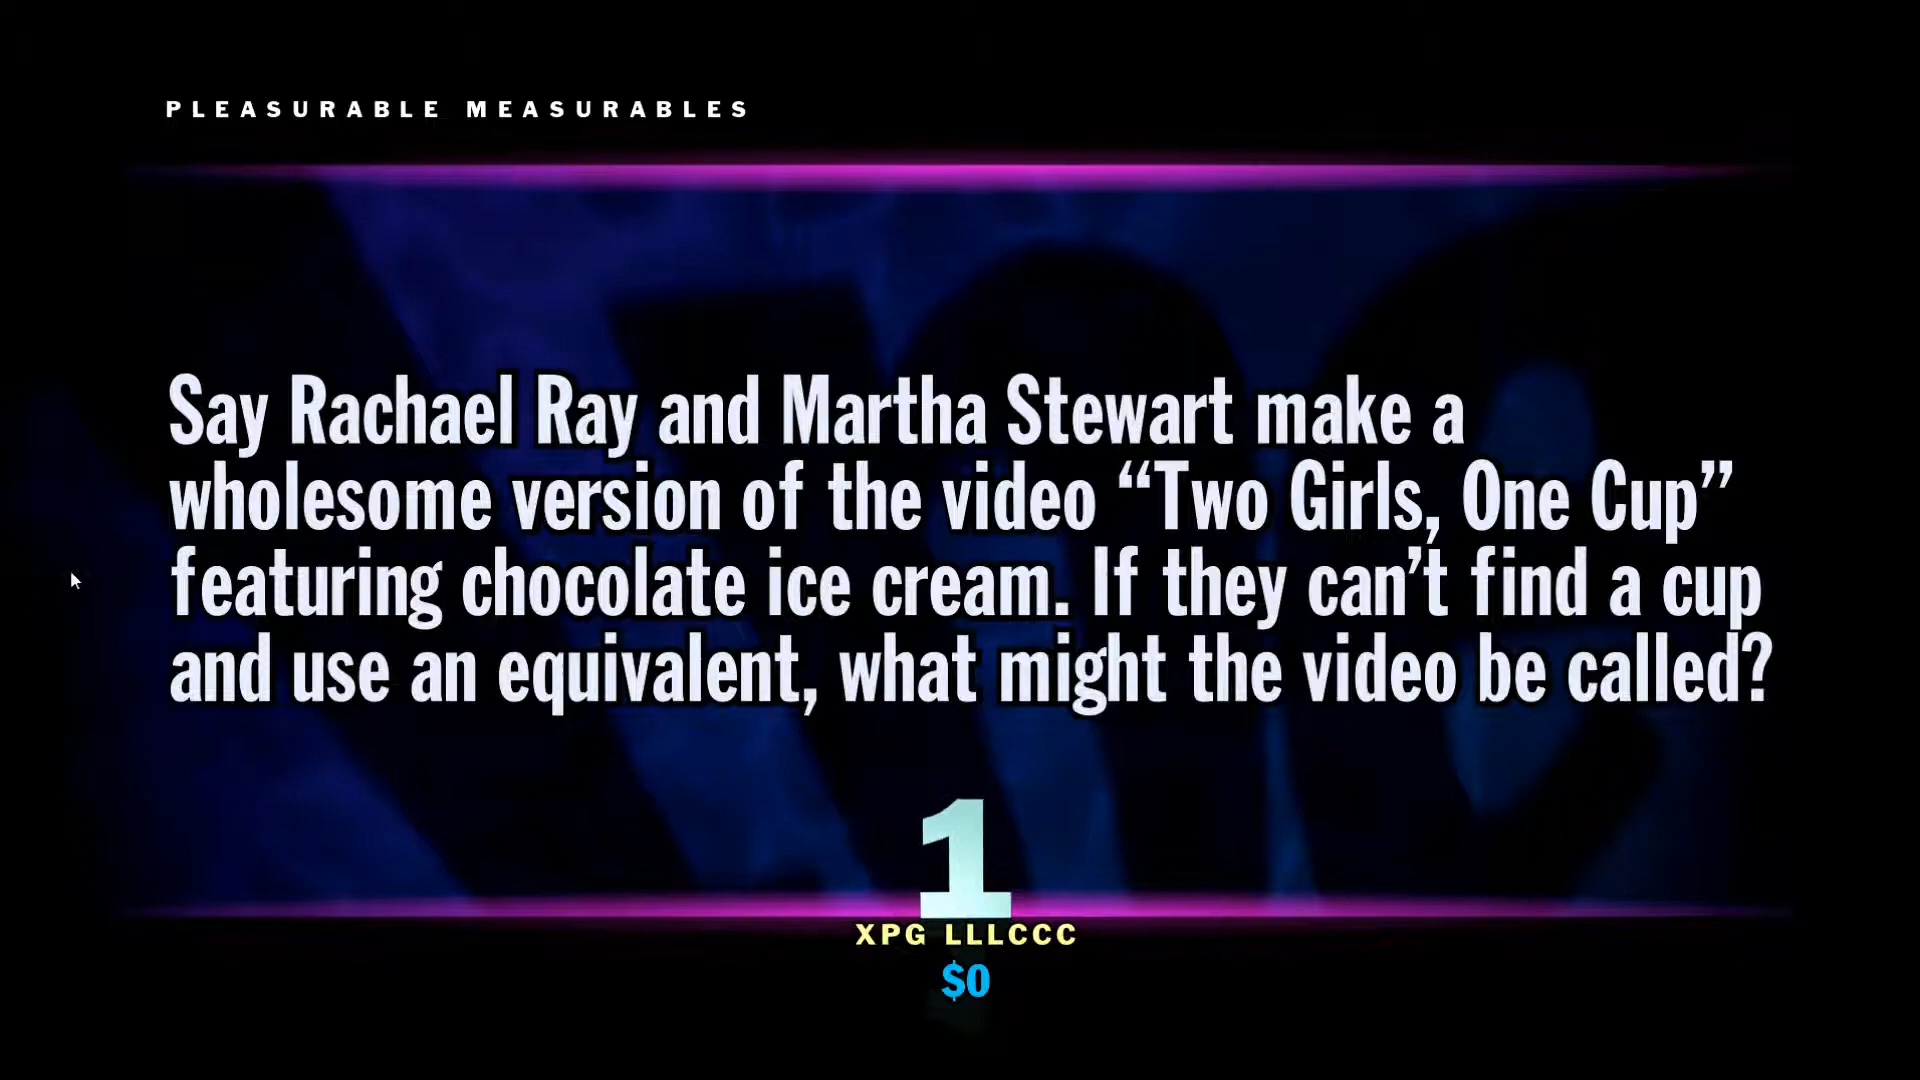 PLEASURABLE MEASURABLES
Say Rachael Ray and Martha Stewart make a
wholesome version of the video “Two Girls, One Cup”
featuring chocolate ice cream. If they can’t find a cup
and use an equivalent, what might the video be called?
1
XPG LLLCCC
$0